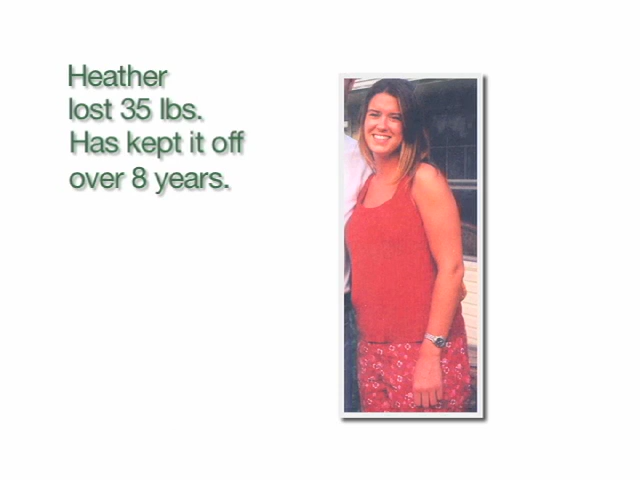 Heather
lost 35 lbs.
Has kept it off
over 8 years.